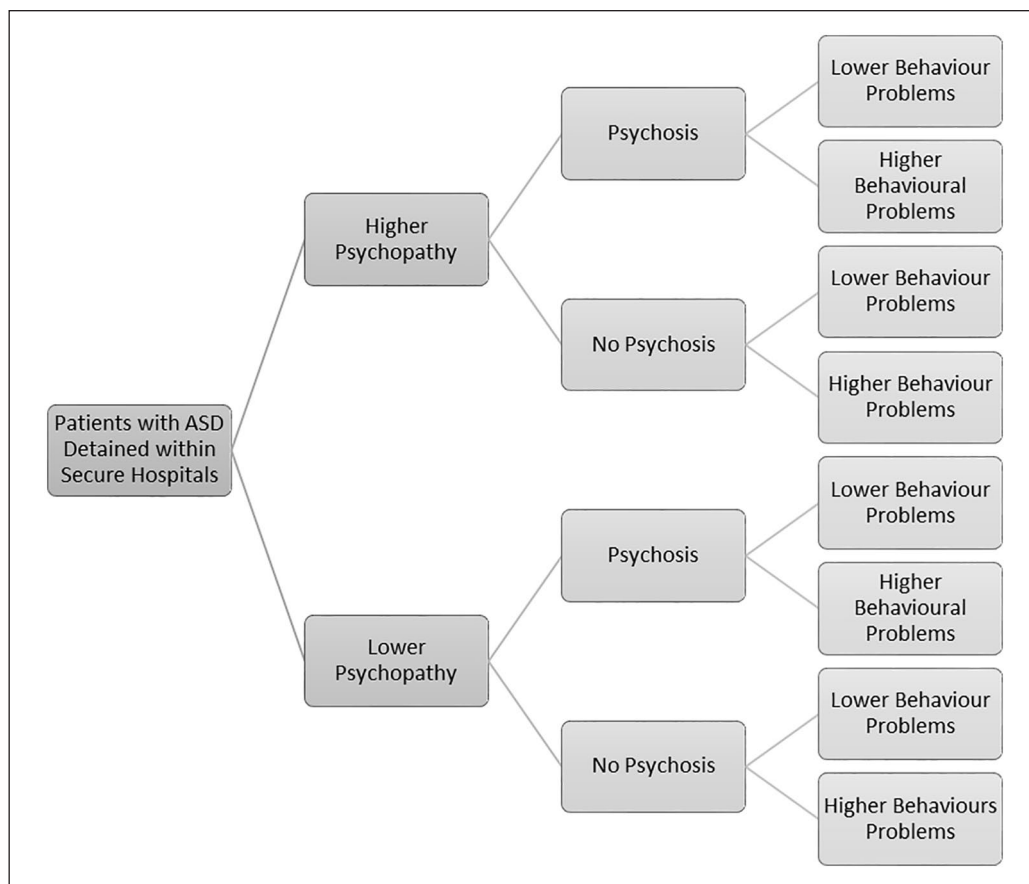 Patients with ASD
Detained within
Secure Hospitals
Higher
Psychopathy
Lower
Psychopathy
Psychosis
No Psychosis
Psychosis
No Psychosis
Lower Behaviour
Problems
Higher
Behavioural
Problems
Lower Behaviour
Problems
Higher Behaviour
Problems
Lower Behaviour
Problems
Higher
Behavioural
Problems
Lower Behaviour
Problems
Higher Behaviours
Problems